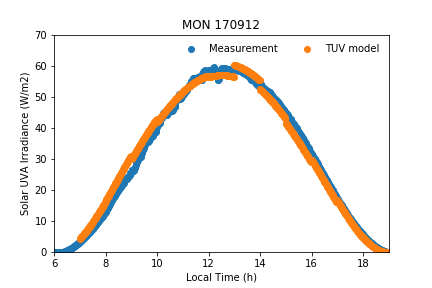 MON 170912
Measurement TUV model
Solar UVA Irradiance (W/m2)
70
60
50
40
30
20
10
0
6 8 10 12 14 16 18
Local Time (h)